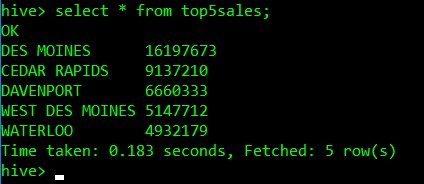 hive> select * from top5sales;
OK
DES MOINES      16197673
CEDAR RAPIDS    9137210
DAVENPORT       6660333
WEST DES MOINES 5147712
WATERLOO        4932179
Time taken: 0.183 seconds, Fetched: 5 row(s)
hive>